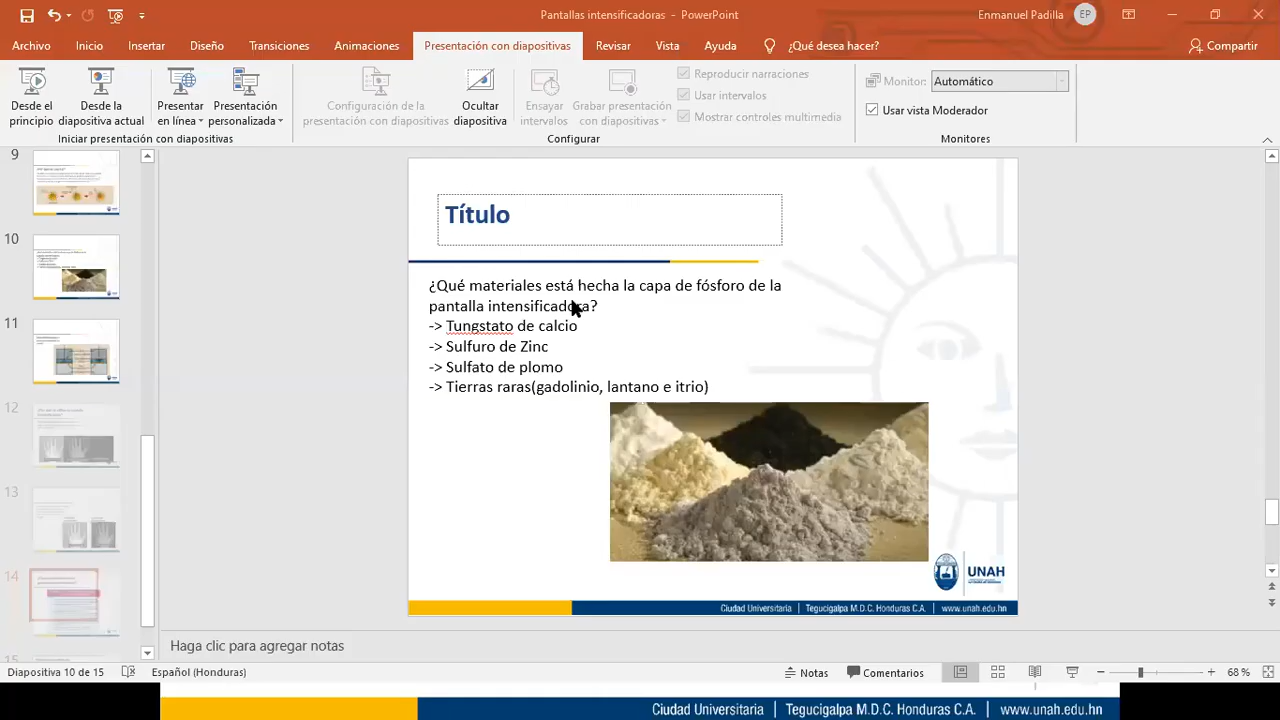 Pantallas intensificadoras - PowerPoint
Enmanuel Padilla
EP
Archivo
Inicio
Insertar
Diseño
Transiciones
Animaciones
Presentación con diapositivas
Revisar
Vista
Ayuda
¿Qué desea hacer?
Compartir
Desde el
principio
Desde la
diapositiva actual
Presentar
en línea
Presentación
personalizada
Iniciar presentación con diapositivas
Configuración de la
presentación con diapositivas
Ocultar
diapositiva
Ensayar
intervalos
Grabar presentación
con diapositivas
Reproducir narraciones
Usar intervalos
Mostrar controles multimedia
Configurar
Monitor:
Automático
Usar vista Moderador
Monitores
9
10
11
12
13
14
15
Título
¿Qué materiales está hecha la capa de fósforo de la
pantalla intensificadora?
-> Tungstato de calcio
-> Sulfuro de Zinc
-> Sulfato de plomo
-> Tierras raras(gadolinio, lantano e itrio)
UNAH
Ciudad Universitaria | Tegucigalpa M.D.C. Honduras C.A. | www.unah.edu.hn
Haga clic para agregar notas
Diapositiva 10 de 15
Español (Honduras)
Notas
Comentarios
68 %
Ciudad Universitaria | Tegucigalpa M.D.C. Honduras C.A. | www.unah.edu.hn